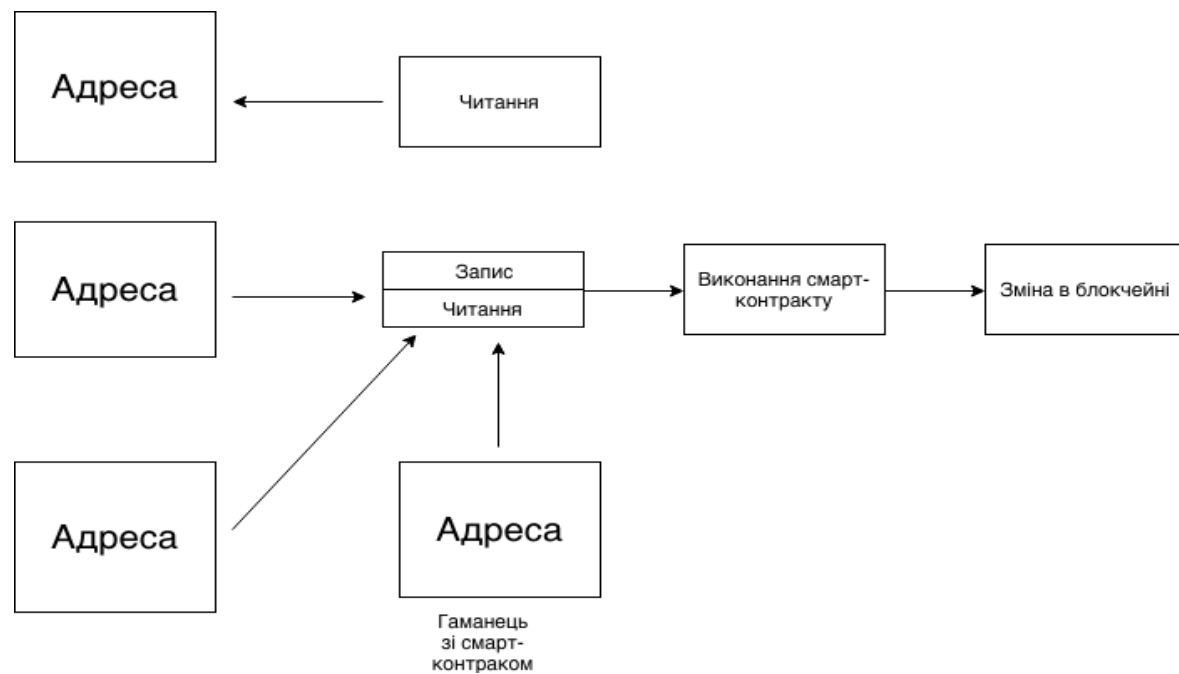 Адреса
Читання
Адреса
Запис
Читання
Виконання смарт-
контракту
Зміна в блокчейні
Адреса
Адреса
Гаманець
зі смарт-
контраком